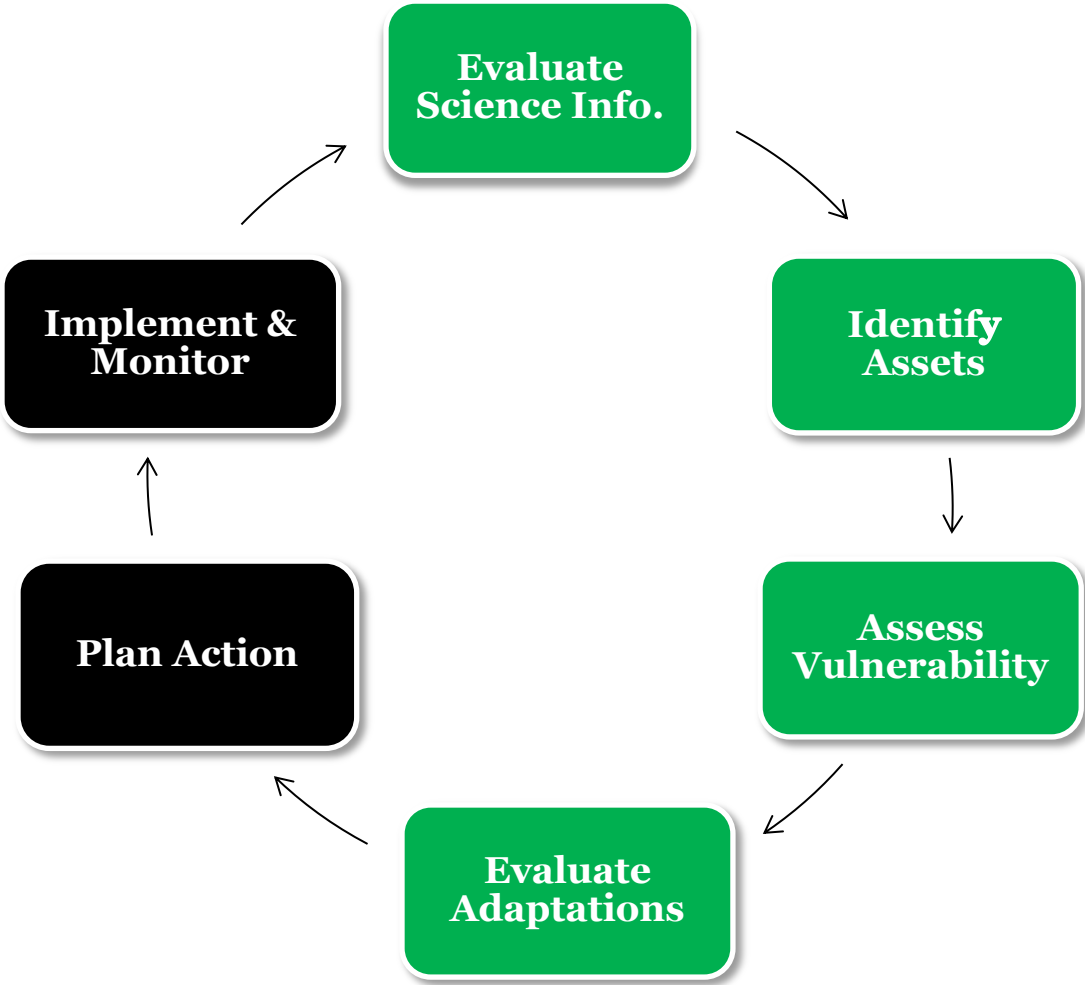 Evaluate
Science Info.
Identify
Assets
Assess
Vulnerability
Evaluate
Adaptations
Plan Action
Implement &
Monitor